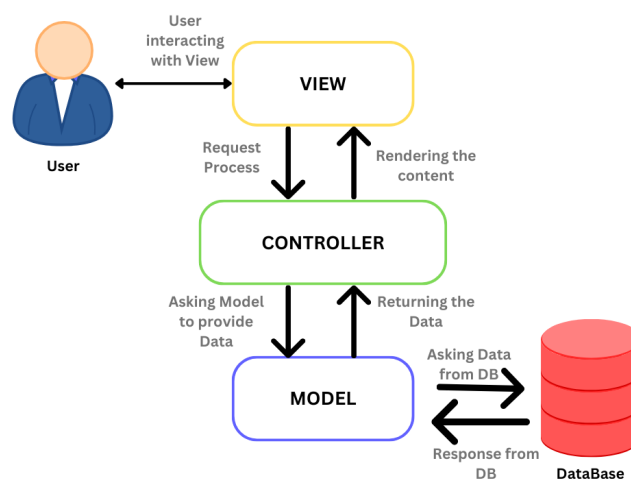 User
interacting
with View
VIEW
User
Request
Process
Rendering the
content
CONTROLLER
Asking Model
to provide
Data
Returning the
Data
MODEL
Asking Data
from DB
Response from
DB
DataBase